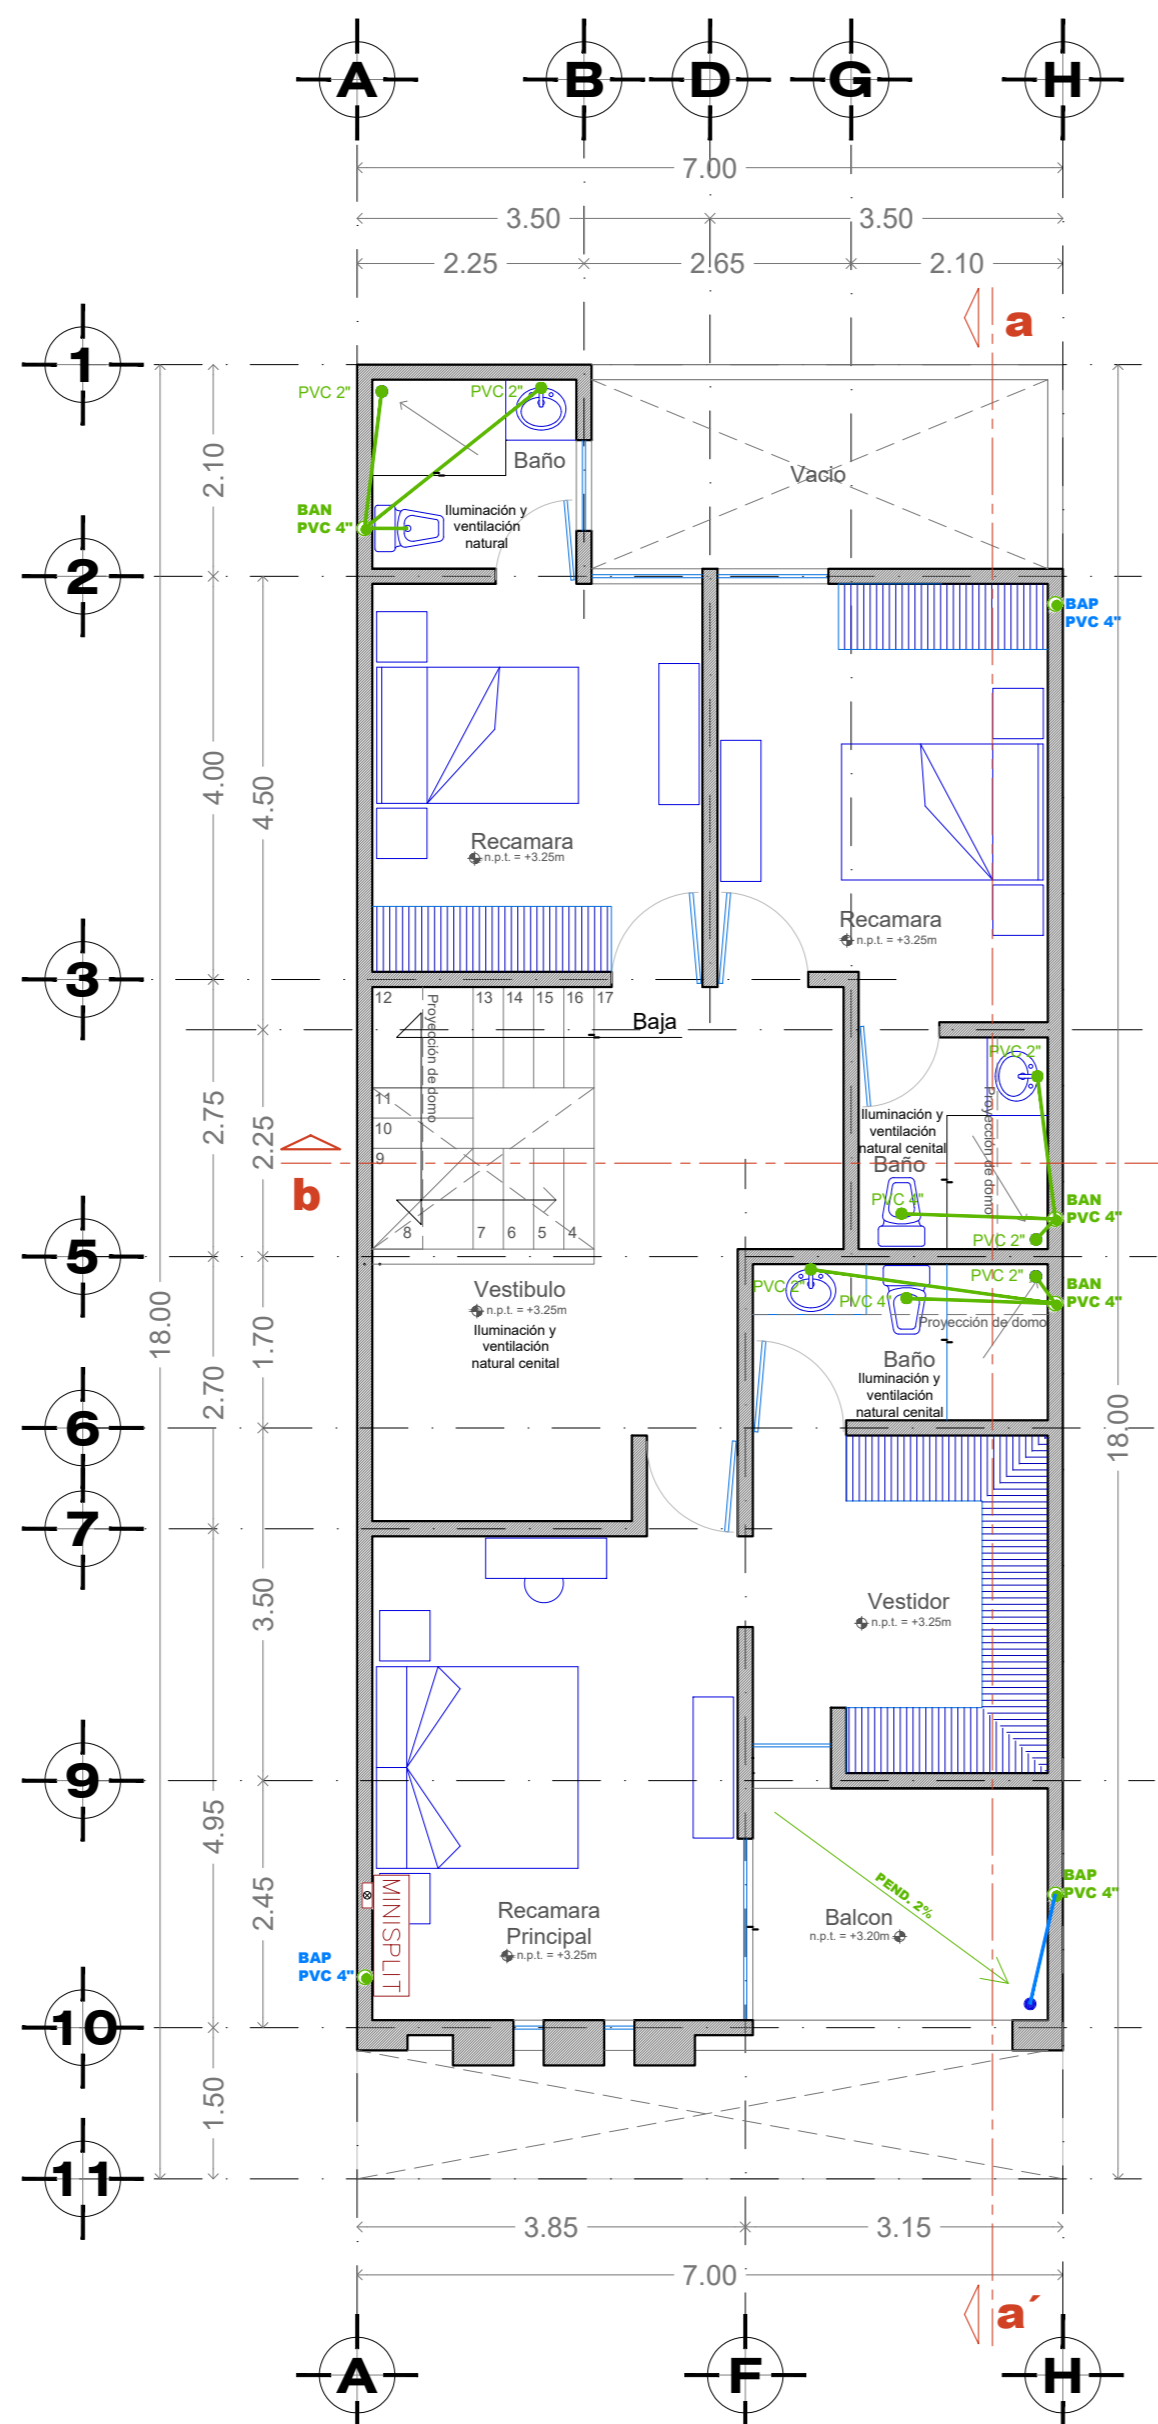 A B D G H
7.00
3.50 3.50
2.25 2.65 2.10
a
1
PVC 2" PVC 2"
2.10
Baño
Vacio
BAN
PVC 4"
Iluminación y
ventilación
natural
2
BAP
PVC 4"
4.00
4.50
Recamara
n.p.t. = +3.25m
Recamara
n.p.t. = +3.25m
3
12 13 14 15 16 17
Proyección de domo
Baja
PVC 2"
11
10
9
8 7 6 5 4
2.75
2.25
b
Iluminación y
ventilación
natural cenital
Baño
Proyección de domo
PVC 4"
BAN
PVC 4"
PVC 2"
5
Vestibulo
n.p.t. = +3.25m
Iluminación y
ventilación
natural cenital
PVC 2"
PVC 4"
PVC 2"
BAN
PVC 4"
Proyección de domo
18.00
1.70
2.70
Baño
Iluminación y
ventilación
natural cenital
6
18.00
7
3.50
Vestidor
n.p.t. = +3.25m
9
4.95
2.45
MINISPLIT
PEND. 2%
BAP
PVC 4"
Recamara
Principal
n.p.t. = +3.25m
Balcon
n.p.t. = +3.20m
BAP
PVC 4"
10
1.50
11
3.85 3.15
7.00
a´
A F H